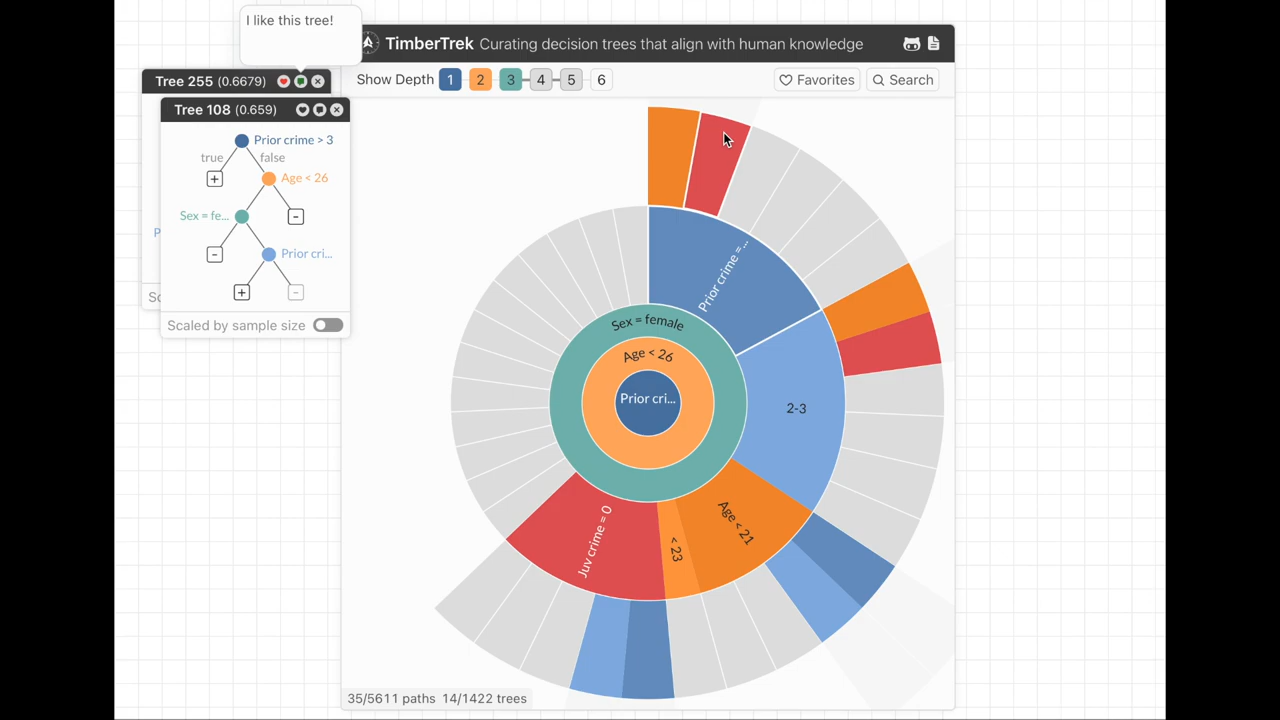 I like this tree!
TimberTrek Curating decision trees that align with human knowledge
Show Depth 1 2 3 4 5 6
Favorites
Search
Tree 255 (0.6679)
Tree 108 (0.659)
Prior crime > 3
true false
+
Age < 26
Sex = fe...
-
P
-
Prior cri...
+
-
Sc
Scaled by sample size
Prior crime =...
Sex = female
Age < 26
Prior cri...
2-3
Age < 21
< 23
Juv crime = 0
35/5611 paths 14/1422 trees